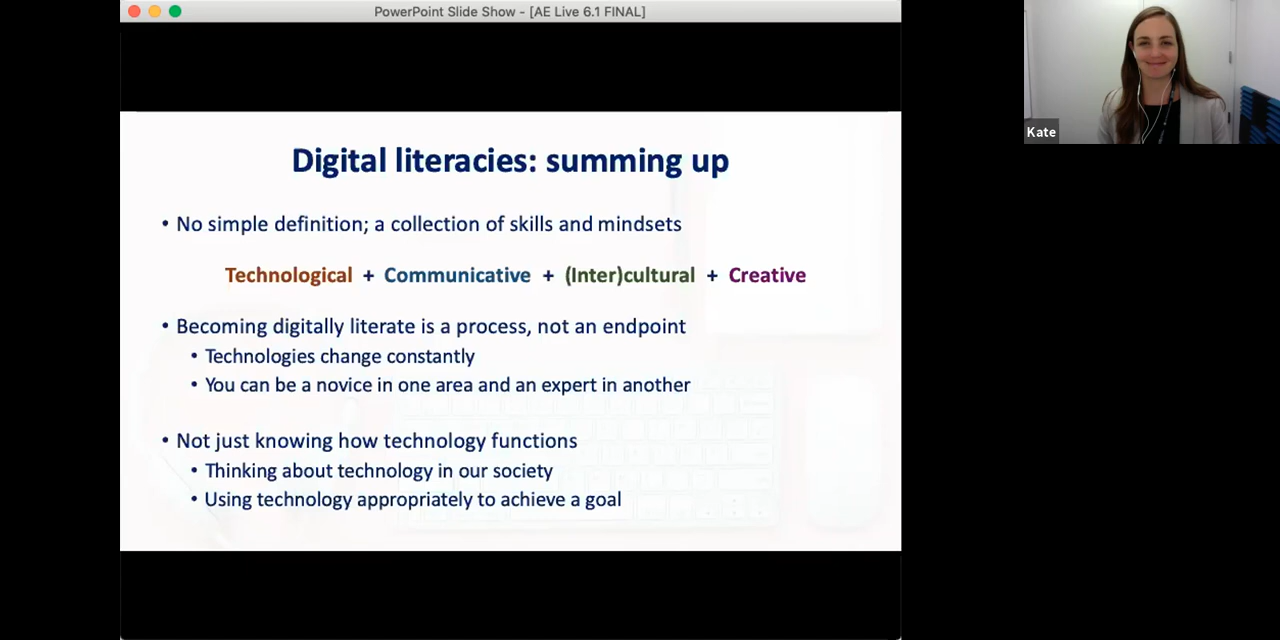 PowerPoint Slide Show - [AE Live 6.1 FINAL]
Kate
Digital literacies: summing up
• No simple definition; a collection of skills and mindsets
Technological + Communicative + (Inter)cultural + Creative
• Becoming digitally literate is a process, not an endpoint
• Technologies change constantly
• You can be a novice in one area and an expert in another
• Not just knowing how technology functions
• Thinking about technology in our society
• Using technology appropriately to achieve a goal